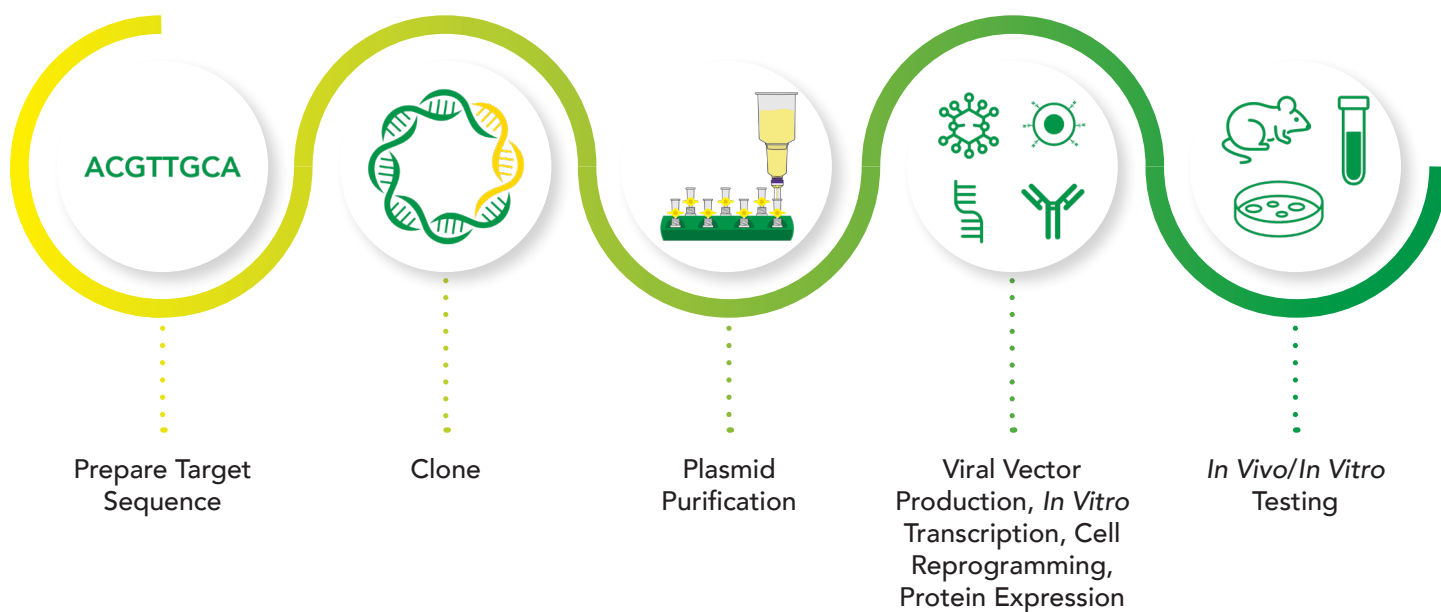 ACGTTGCA
Prepare Target
Sequence
Clone
Plasmid
Purification
Viral Vector
Production, In Vitro
Transcription, Cell
Reprogramming,
Protein Expression
In Vivo/In Vitro
Testing